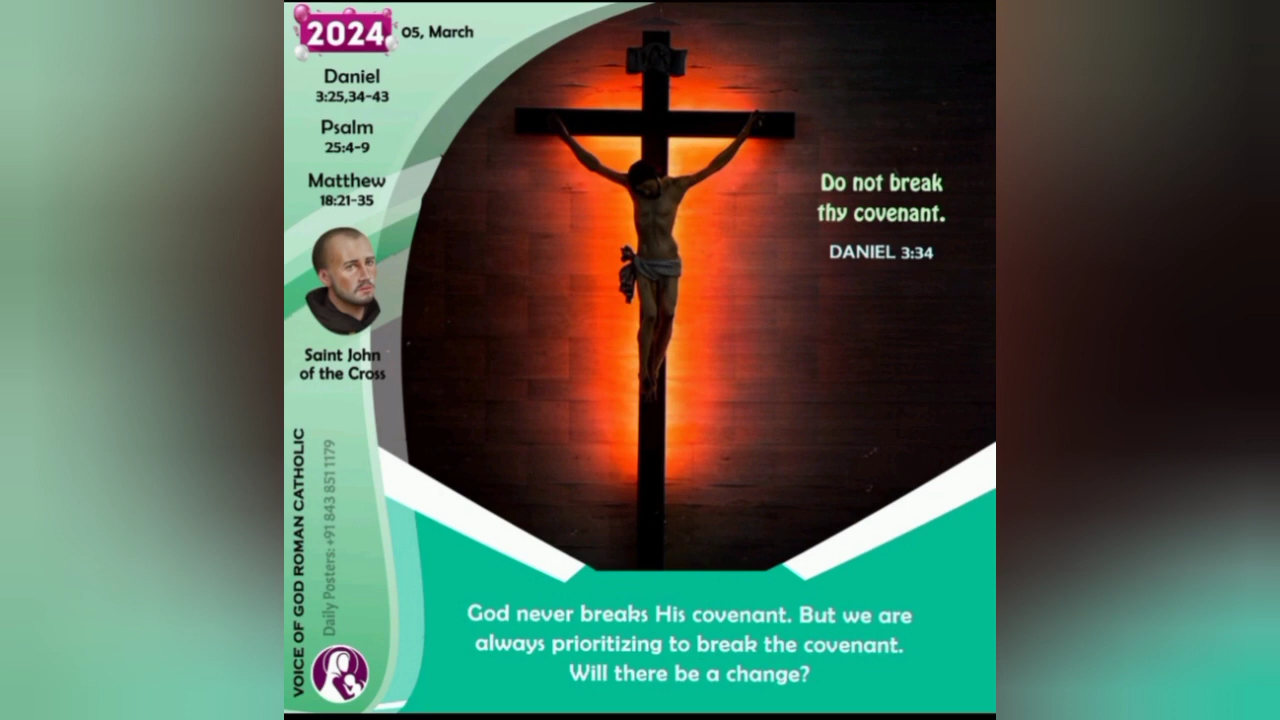 2024 05, March
Daniel
3:25,34-43
Psalm
25:4-9
Matthew
18:21-35
Saint John
of the Cross
VOICE OF GOD ROMAN CATHOLIC
Daily Posters: +91 843 851 1179
Do not break
thy covenant.
DANIEL 3:34
God never breaks His covenant. But we are
always prioritizing to break the covenant.
Will there be a change?